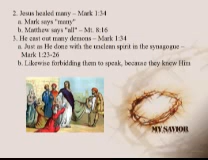 2. Jesus healed many – Mark 1:34
a. Mark says "many"
b. Matthew says "all" – Mt. 8:16
3. He cast out many demons – Mark 1:34
a. Just as He done with the unclean spirit in the synagogue –
Mark 1:23-26
b. Likewise forbidding them to speak, because they knew Him
MY SAVIOR